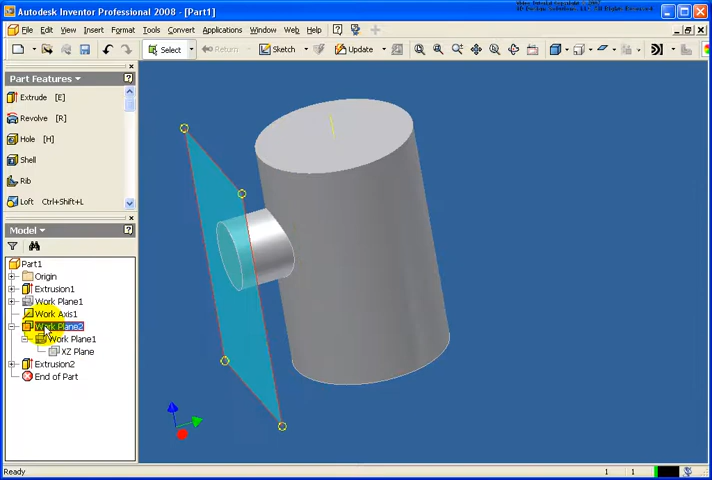 Autodesk Inventor Professional 2008 - [Part1]
File Edit View Insert Format Tools Convert Applications Window Web Help
Select Return Sketch Update
Part Features
Extrude [E]
Revolve [R]
Hole [H]
Shell
Rib
Loft Ctrl+Shift+L
Model
Part1
Origin
Extrusion1
Work Plane1
Work Axis1
Work Plane2
Work Plane1
XZ Plane
Extrusion2
End of Part
Ready 1 1